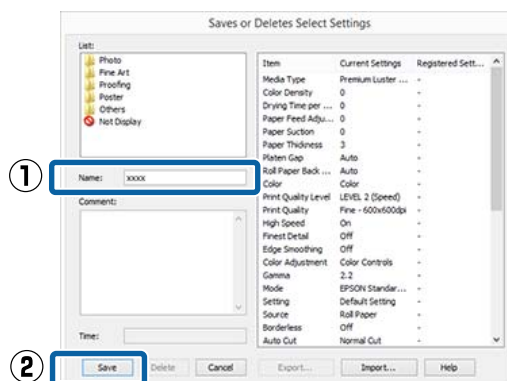 Saves or Deletes Select Settings
List:
Photo
Fine Art
Proofing
Poster
Others
Not Display
① Name: xxxx
Comment:
Time:
Item Current Settings Registered Sett...
Media Type Premium Luster ... -
Color Density 0 -
Drying Time per ... 0 -
Paper Feed Adju... 0 -
Paper Suction 0 -
Paper Thickness 3 -
Platen Gap Auto -
Roll Paper Back ... Auto -
Color Color -
Print Quality Level LEVEL 2 (Speed) -
Print Quality Fine - 600x600dpi -
High Speed On -
Finest Detail Off -
Edge Smoothing Off -
Color Adjustment Color Controls -
Gamma 2.2 -
Mode EPSON Standar... -
Setting Default Setting -
Source Roll Paper -
Borderless Off -
Auto Cut Normal Cut -
② Save Delete Cancel Export... Import... Help